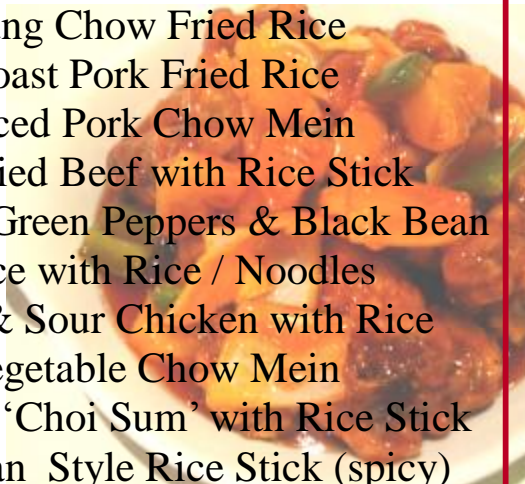 ng Chow Fried Rice
oast Pork Fried Rice
ced Pork Chow Mein
ied Beef with Rice Stick
Green Peppers & Black Bean
ce with Rice / Noodles
& Sour Chicken with Rice
egetable Chow Mein
‘Choi Sum’ with Rice Stick
an Style Rice Stick (spicy)